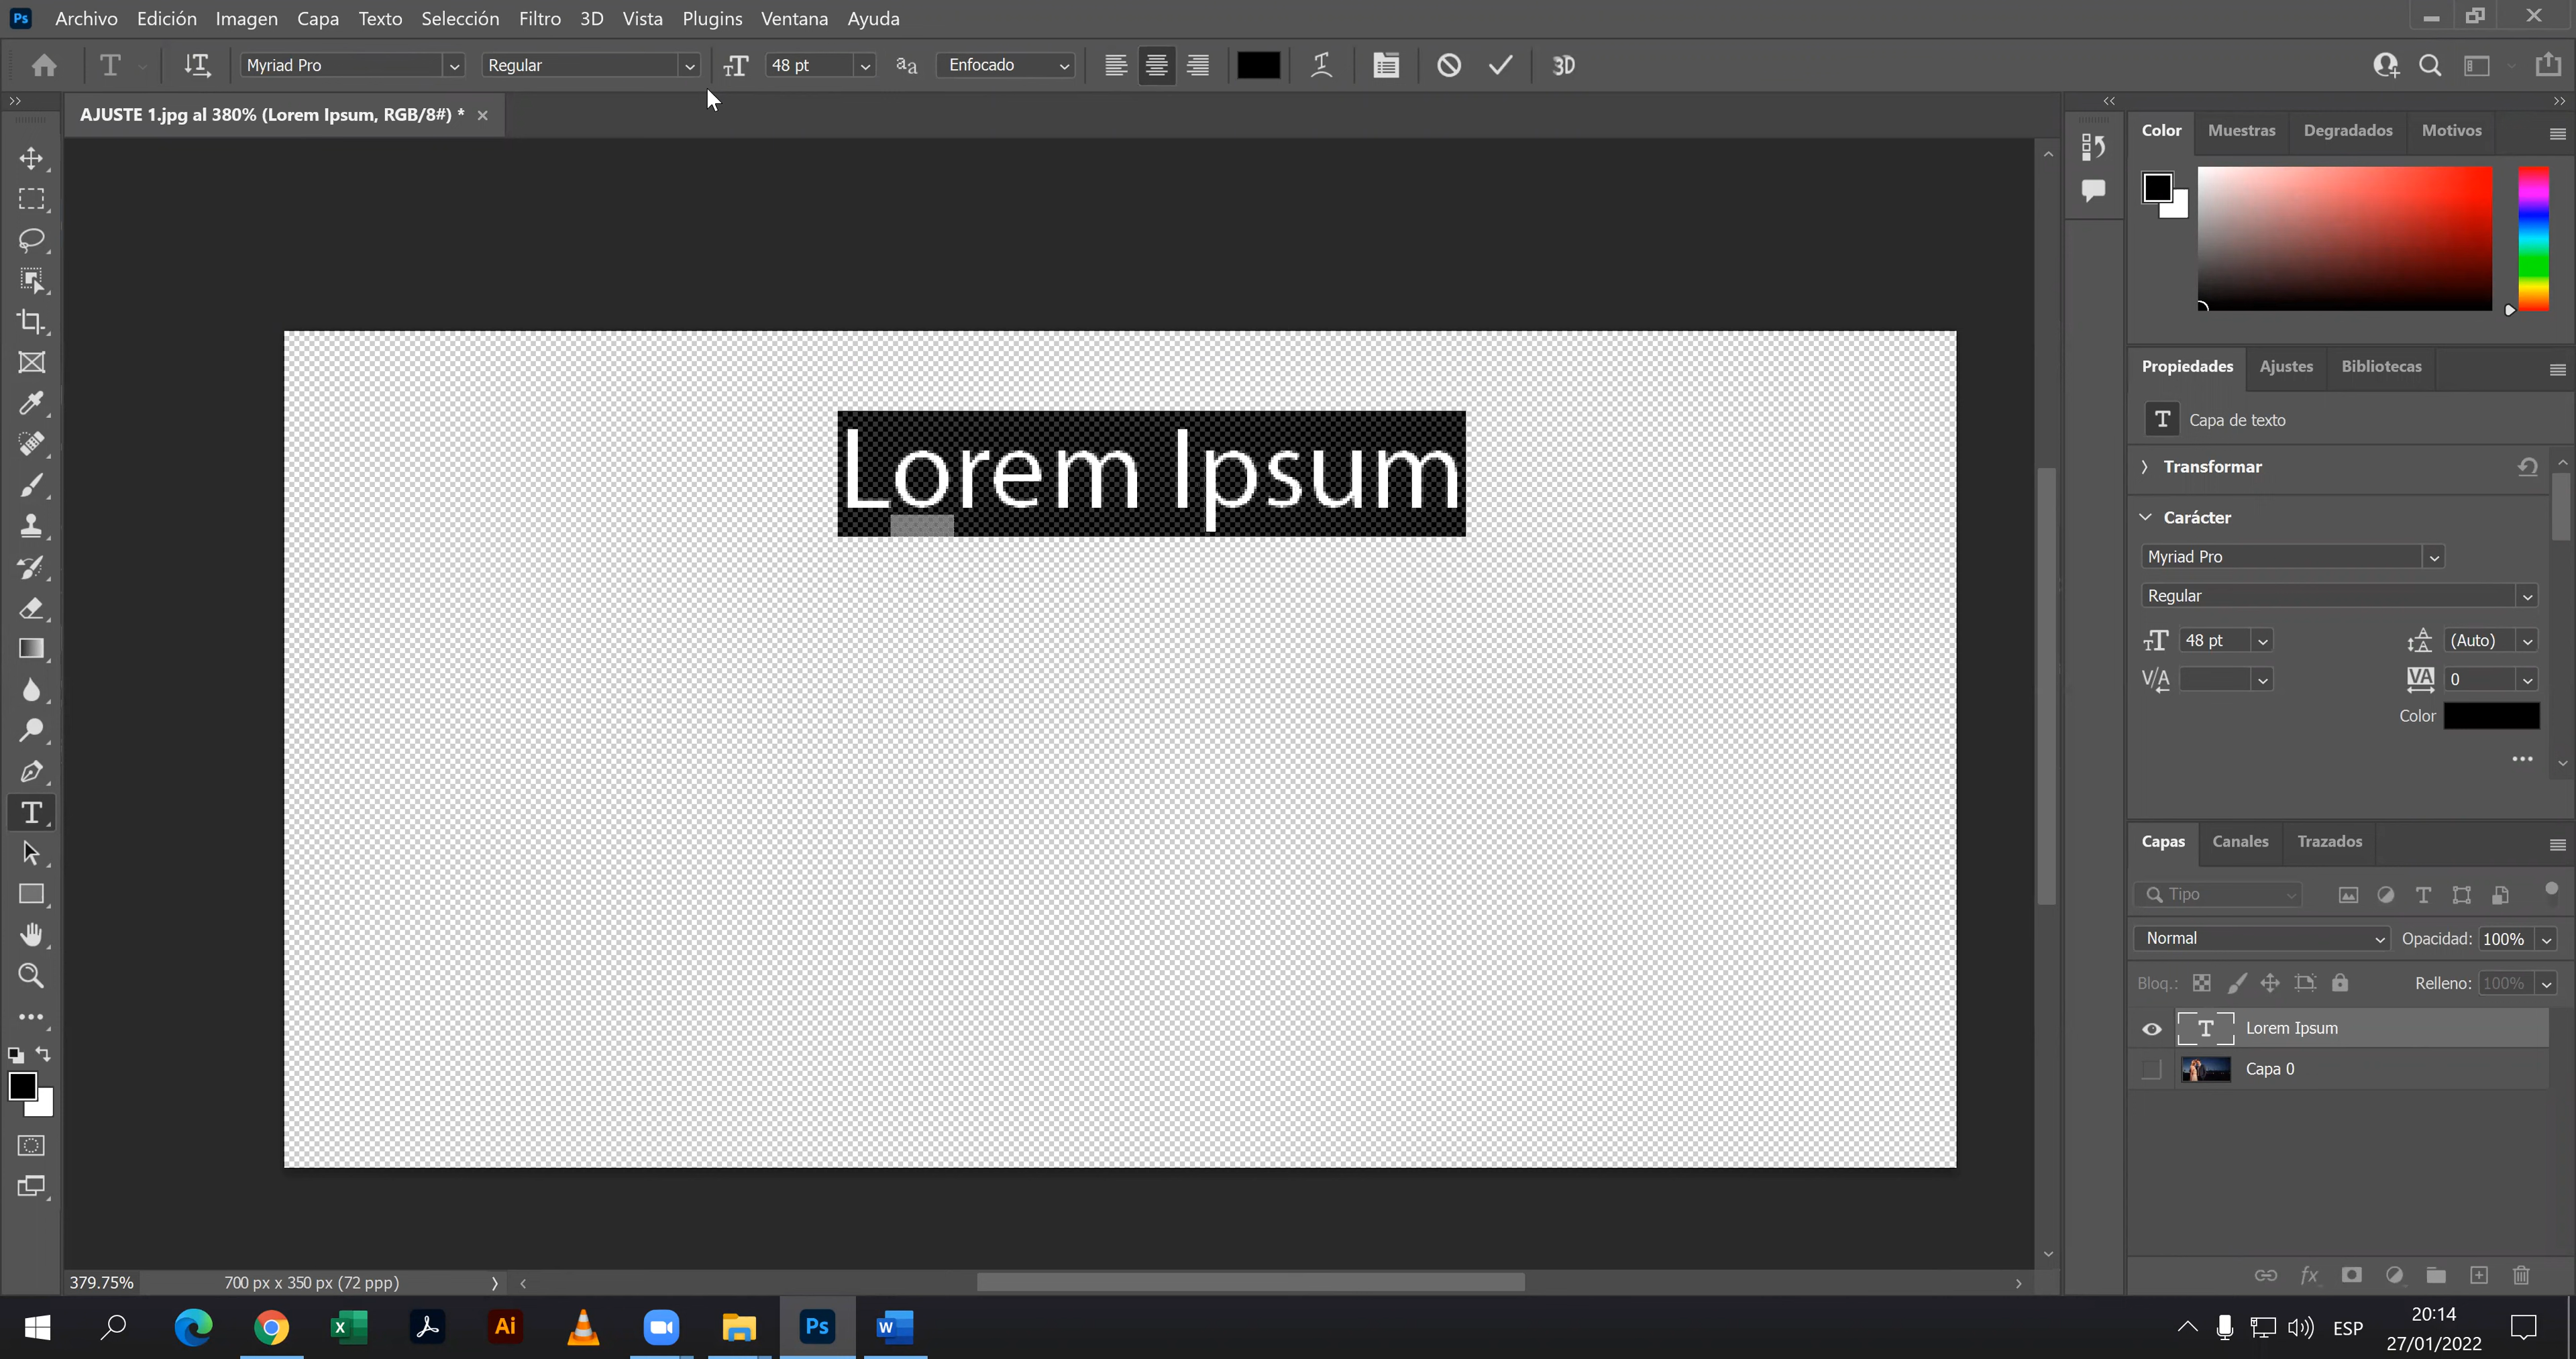 Ps Archivo Edición Imagen Capa Texto Selección Filtro 3D Vista Plugins Ventana Ayuda
Myriad Pro Regular 48 pt Enfocado 3D
AJUSTE 1.jpg al 380% (Lorem Ipsum, RGB/8#) *
Lorem Ipsum
379.75% 700 px x 350 px (72 ppp)
Color Muestras Degradados Motivos
Propiedades Ajustes Bibliotecas
Capa de texto
Transformar
Carácter
Myriad Pro
Regular
48 pt (Auto)
0
Color
Capas Canales Trazados
Tipo
Normal Opacidad: 100%
Bloq.: Relleno: 100%
Lorem Ipsum
Capa 0
Ai Ps W ESP
20:14
27/01/2022